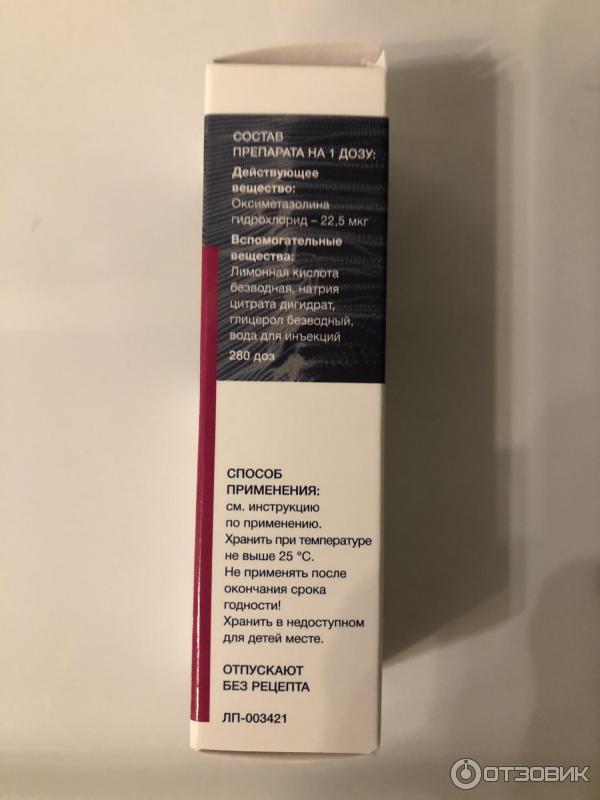 СОСТАВ
ПРЕПАРАТА НА 1 ДОЗУ:
Действующее
вещество:
Оксиметазолина
гидрохлорид – 22,5 мкг
Вспомогательные
вещества:
Лимонная кислота
безводная, натрия
цитрата дигидрат,
глицерол безводный,
вода для инъекций
280 доз
СПОСОБ
ПРИМЕНЕНИЯ:
см. инструкцию
по применению.
Хранить при температуре
не выше 25 °С.
Не применять после
окончания срока
годности!
Хранить в недоступном
для детей месте.
ОТПУСКАЮТ
БЕЗ РЕЦЕПТА
ЛП-003421
ОТЗОВИК